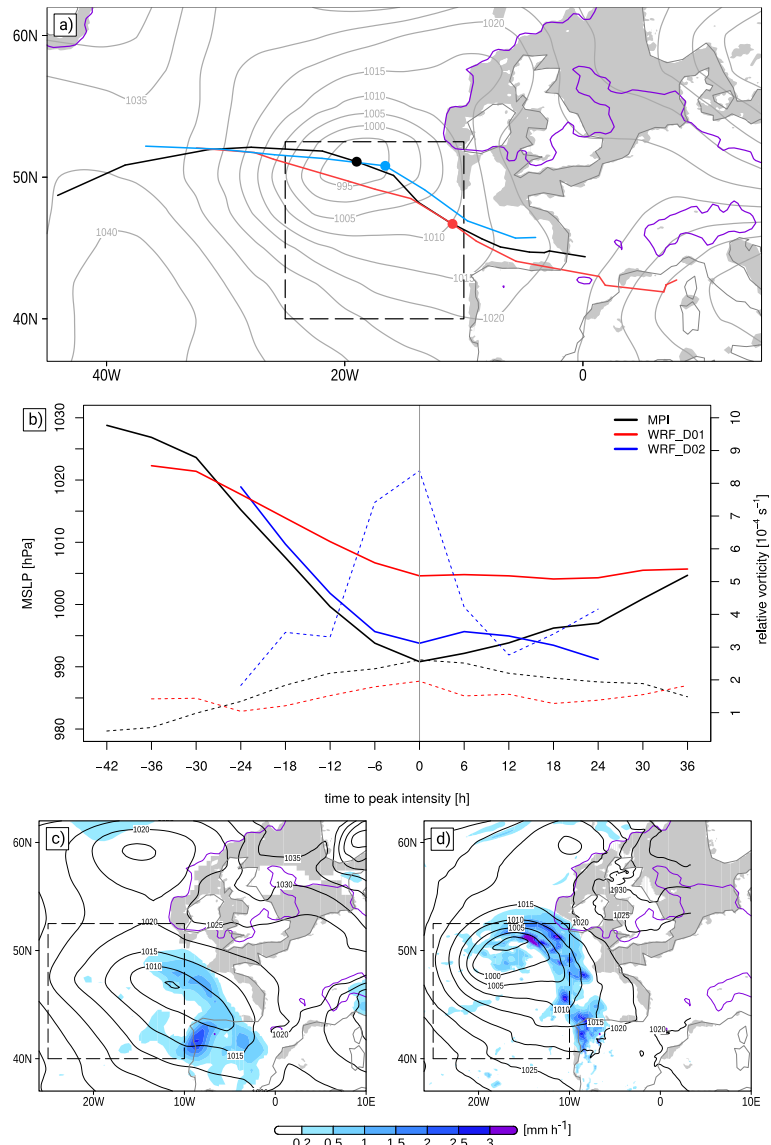 a)
60N
50N
40N
40W
20W
0
1020
1035
1015
1010
1005
1000
995
1005
1010
1040
1015
1020
b)
MPI
WRF_D01
WRF_D02
1030
1020
1010
1000
990
980
MSLP [hPa]
10
9
8
7
6
5
4
3
2
1
relative vorticity [10⁻⁴ s⁻¹]
−42 −36 −30 −24 −18 −12 −6 0 6 12 18 24 30 36
time to peak intensity [h]
c)
60N
50N
40N
20W 10W 0 10E
1020
1035
1030
1025
1020
1015
1010
1020
1015
d)
60N
50N
40N
20W 10W 0 10E
1030
1015
1025
1010
1020
1005
1000
1005
1010
1015
1020
1020
1025
0.2 0.5 1 1.5 2 2.5 3 [mm h⁻¹]